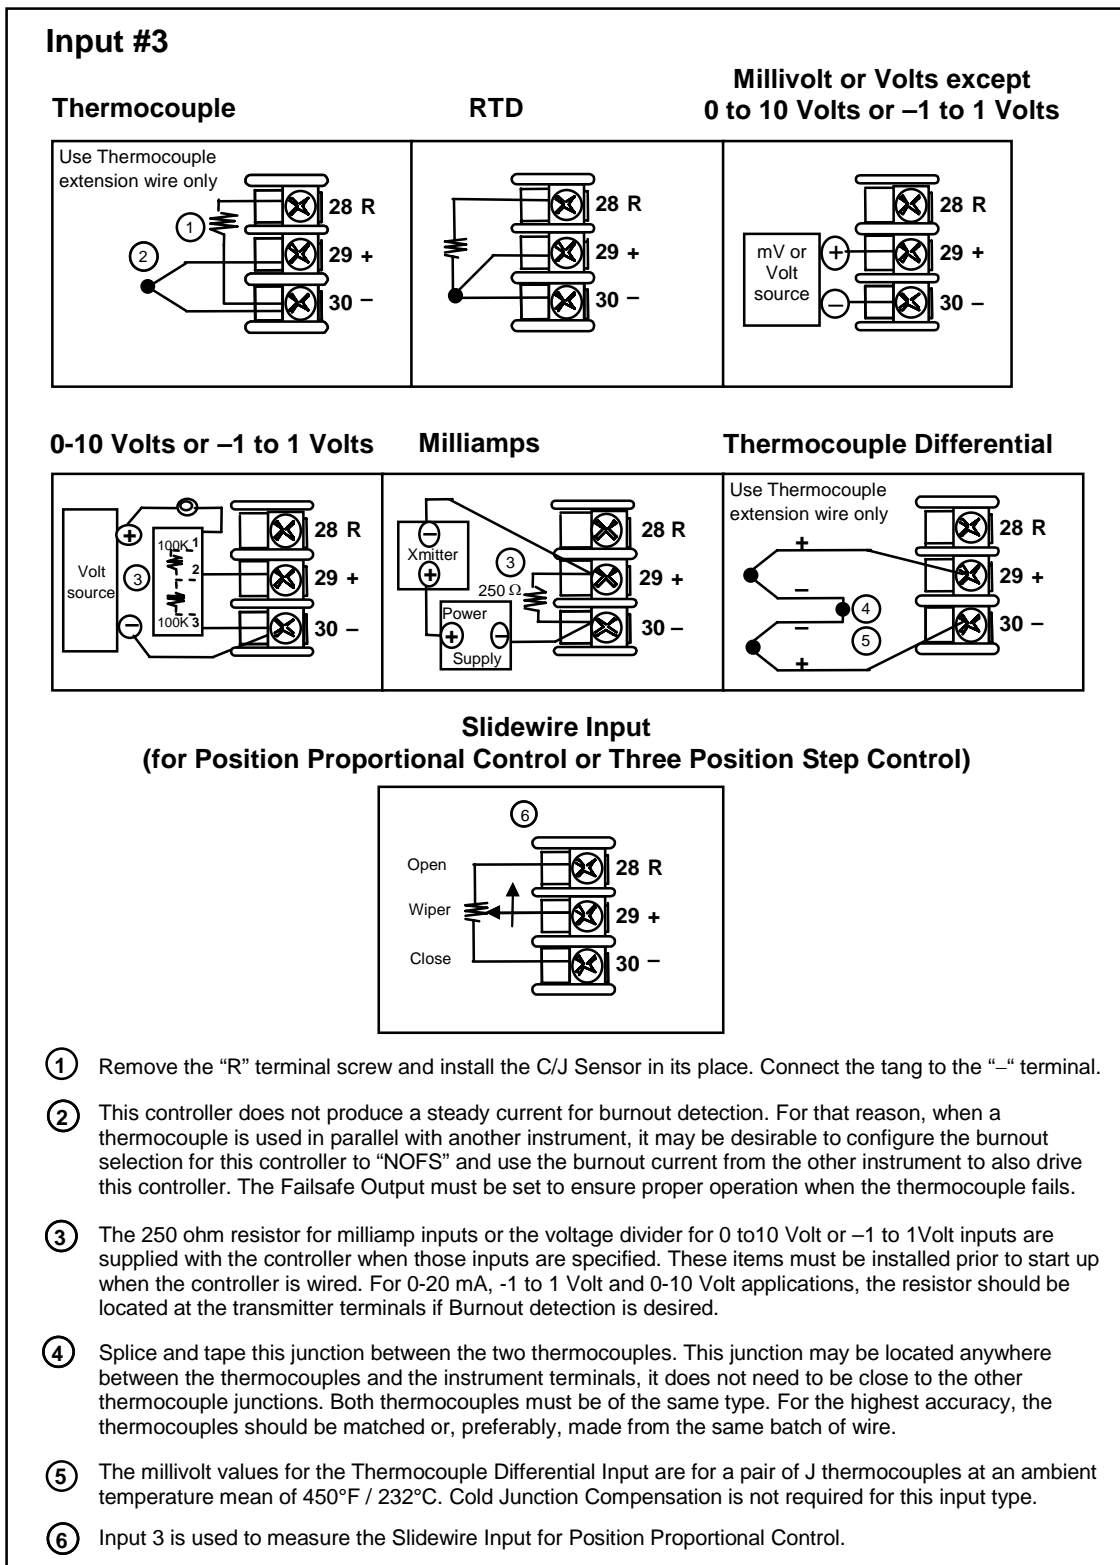 Input #3
Thermocouple
RTD
Millivolt or Volts except
0 to 10 Volts or –1 to 1 Volts
Use Thermocouple
extension wire only
1
2
28 R
29 +
30 –
28 R
29 +
30 –
mV or
Volt
source
+
–
28 R
29 +
30 –
0-10 Volts or –1 to 1 Volts
Milliamps
Thermocouple Differential
Volt
source
+
–
3
100K 1
2
100K 3
28 R
29 +
30 –
–
Xmitter
+
3
250 Ω
Power
+ –
Supply
28 R
29 +
30 –
Use Thermocouple
extension wire only
+
–
–
+
4
5
28 R
29 +
30 –
Slidewire Input
(for Position Proportional Control or Three Position Step Control)
6
Open
Wiper
Close
28 R
29 +
30 –
1 Remove the “R” terminal screw and install the C/J Sensor in its place. Connect the tang to the “–“ terminal.
2 This controller does not produce a steady current for burnout detection. For that reason, when a
thermocouple is used in parallel with another instrument, it may be desirable to configure the burnout
selection for this controller to “NOFS” and use the burnout current from the other instrument to also drive
this controller. The Failsafe Output must be set to ensure proper operation when the thermocouple fails.
3 The 250 ohm resistor for milliamp inputs or the voltage divider for 0 to10 Volt or –1 to 1Volt inputs are
supplied with the controller when those inputs are specified. These items must be installed prior to start up
when the controller is wired. For 0-20 mA, -1 to 1 Volt and 0-10 Volt applications, the resistor should be
located at the transmitter terminals if Burnout detection is desired.
4 Splice and tape this junction between the two thermocouples. This junction may be located anywhere
between the thermocouples and the instrument terminals, it does not need to be close to the other
thermocouple junctions. Both thermocouples must be of the same type. For the highest accuracy, the
thermocouples should be matched or, preferably, made from the same batch of wire.
5 The millivolt values for the Thermocouple Differential Input are for a pair of J thermocouples at an ambient
temperature mean of 450°F / 232°C. Cold Junction Compensation is not required for this input type.
6 Input 3 is used to measure the Slidewire Input for Position Proportional Control.